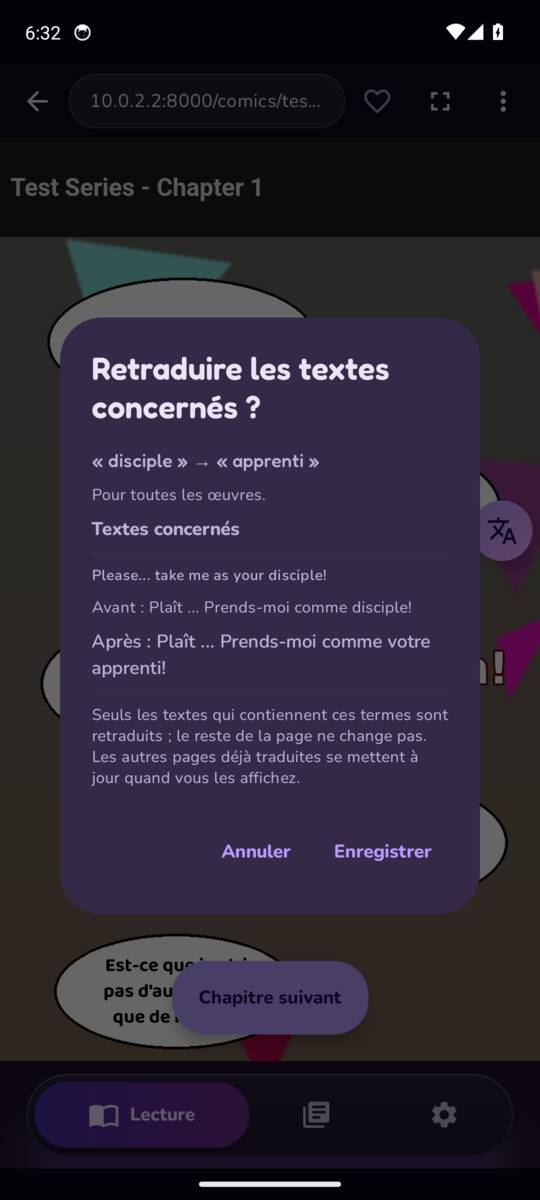 6:32
10.0.2.2:8000/comics/tes...
Test Series - Chapter 1
Retraduire les textes
concernés ?
« disciple » → « apprenti »
Pour toutes les œuvres.
Textes concernés
Please... take me as your disciple!
Avant : Plaît ... Prends-moi comme disciple!
Après : Plaît ... Prends-moi comme votre
apprenti!
Seuls les textes qui contiennent ces termes sont
retraduits ; le reste de la page ne change pas.
Les autres pages déjà traduites se mettent à
jour quand vous les affichez.
Annuler
Enregistrer
Est-ce que
pas d'au
que de
Chapitre suivant
Lecture